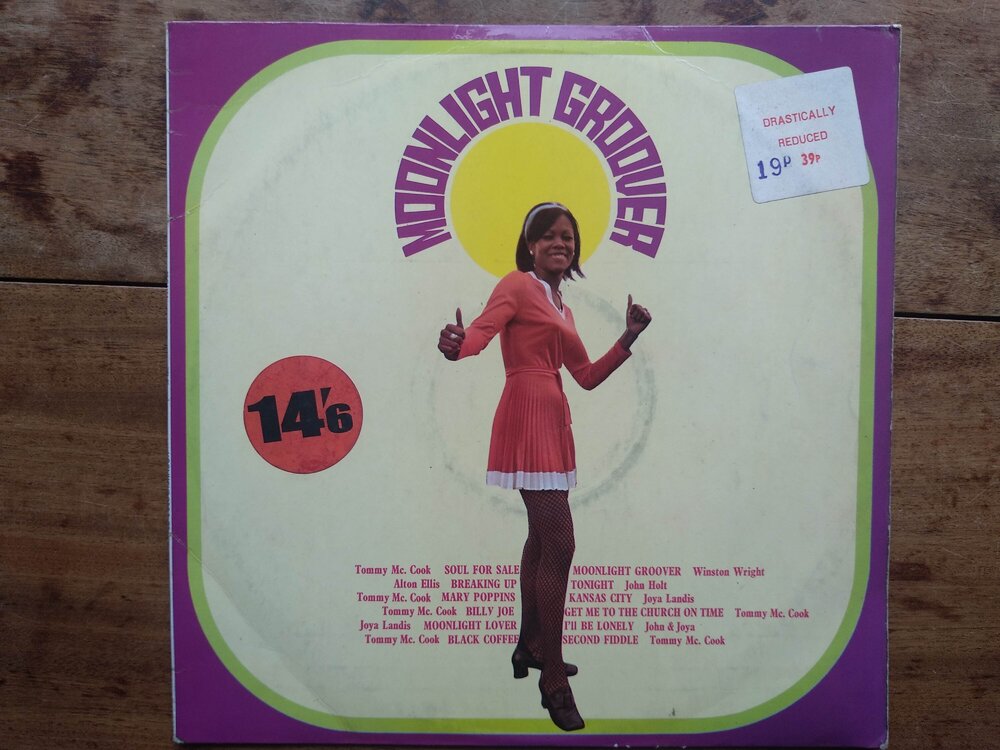 MOONLIGHT GROOVER
DRASTICALLY
REDUCED
19P 39P
14'6
Tommy Mc. Cook SOUL FOR SALE MOONLIGHT GROOVER Winston Wright
Alton Ellis BREAKING UP TONIGHT John Holt
Tommy Mc. Cook MARY POPPINS KANSAS CITY Joya Landis
Tommy Mc. Cook BILLY JOE GET ME TO THE CHURCH ON TIME Tommy Mc. Cook
Joya Landis MOONLIGHT LOVER I'LL BE LONELY John & Joya
Tommy Mc. Cook BLACK COFFEE SECOND FIDDLE Tommy Mc. Cook